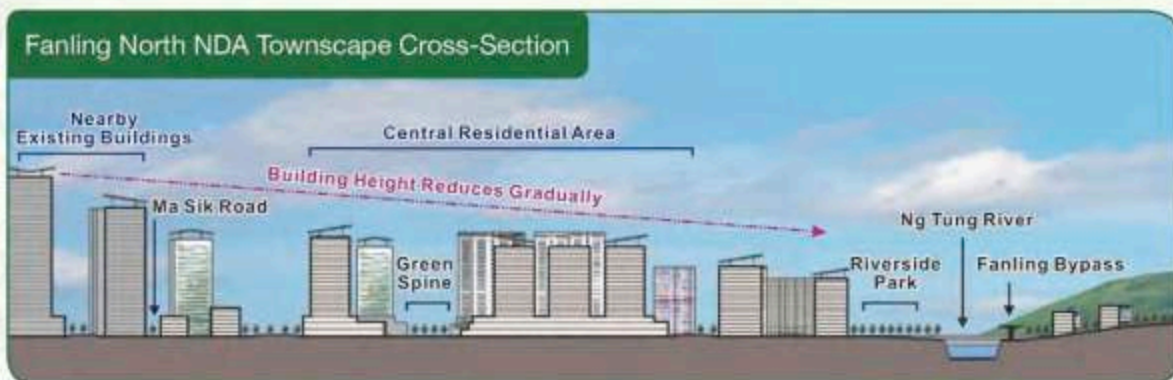 Fanling North NDA Townscape Cross-Section
Nearby
Existing Buildings
Central Residential Area
Building Height Reduces Gradually
Ma Sik Road
Green
Spine
Ng Tung River
Riverside
Park
Fanling Bypass